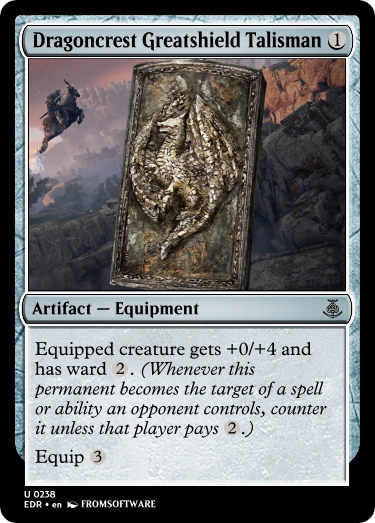 Dragoncrest Greatshield Talisman 1
Artifact — Equipment
Equipped creature gets +0/+4 and
has ward 2. (Whenever this
permanent becomes the target of a spell
or ability an opponent controls, counter
it unless that player pays 2.)
Equip 3
U 0238
EDR • en FROMSOFTWARE